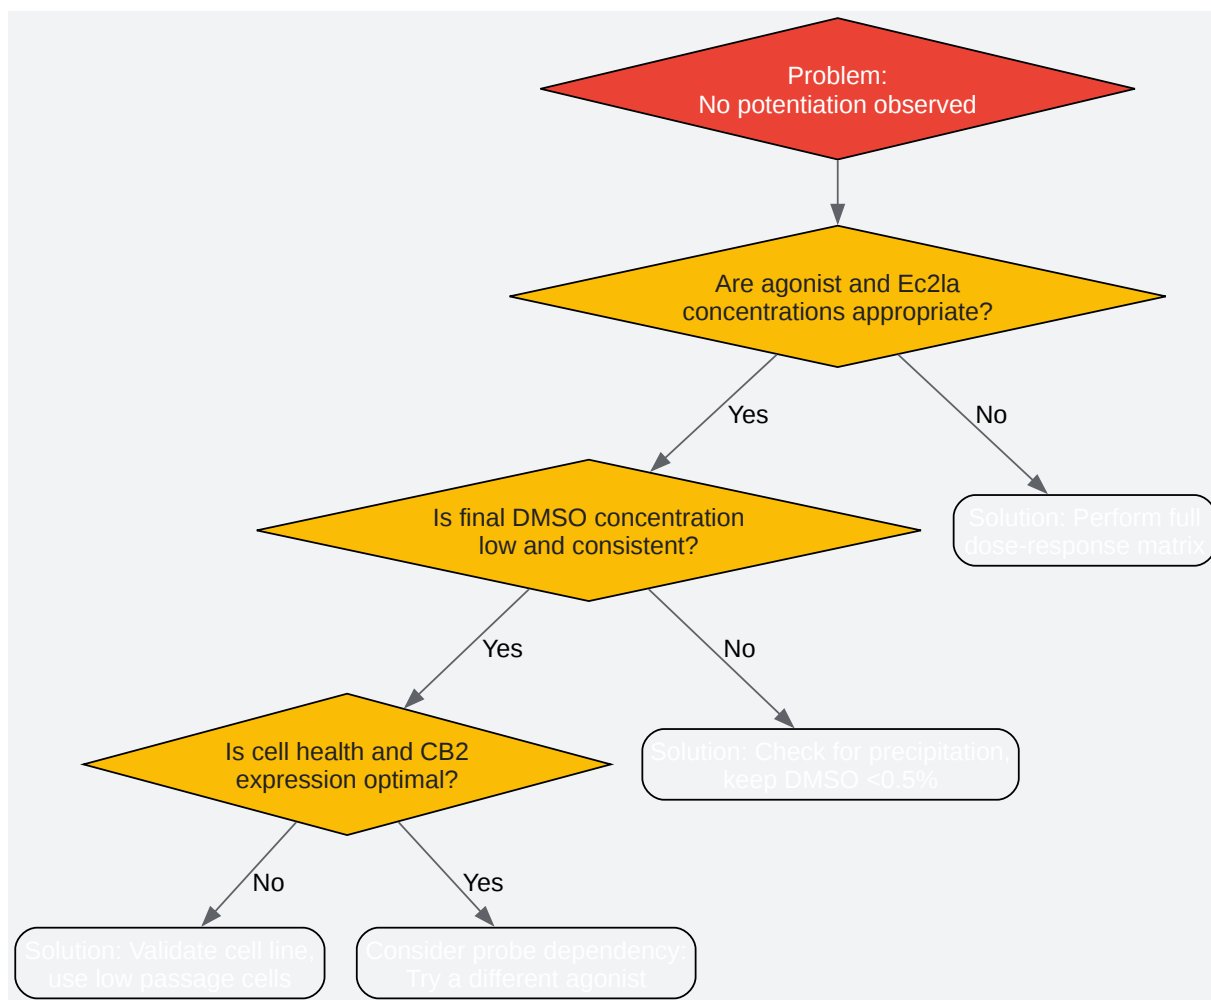 Problem:
No potentiation observed
Are agonist and Ec2la
concentrations appropriate?
Yes
No
Is final DMSO concentration
low and consistent?
Solution: Perform full
dose-response matrix
Yes
No
Is cell health and CB2
expression optimal?
Solution: Check for precipitation,
keep DMSO <0.5%
No
Yes
Solution: Validate cell line,
use low passage cells
Consider probe dependency:
Try a different agonist